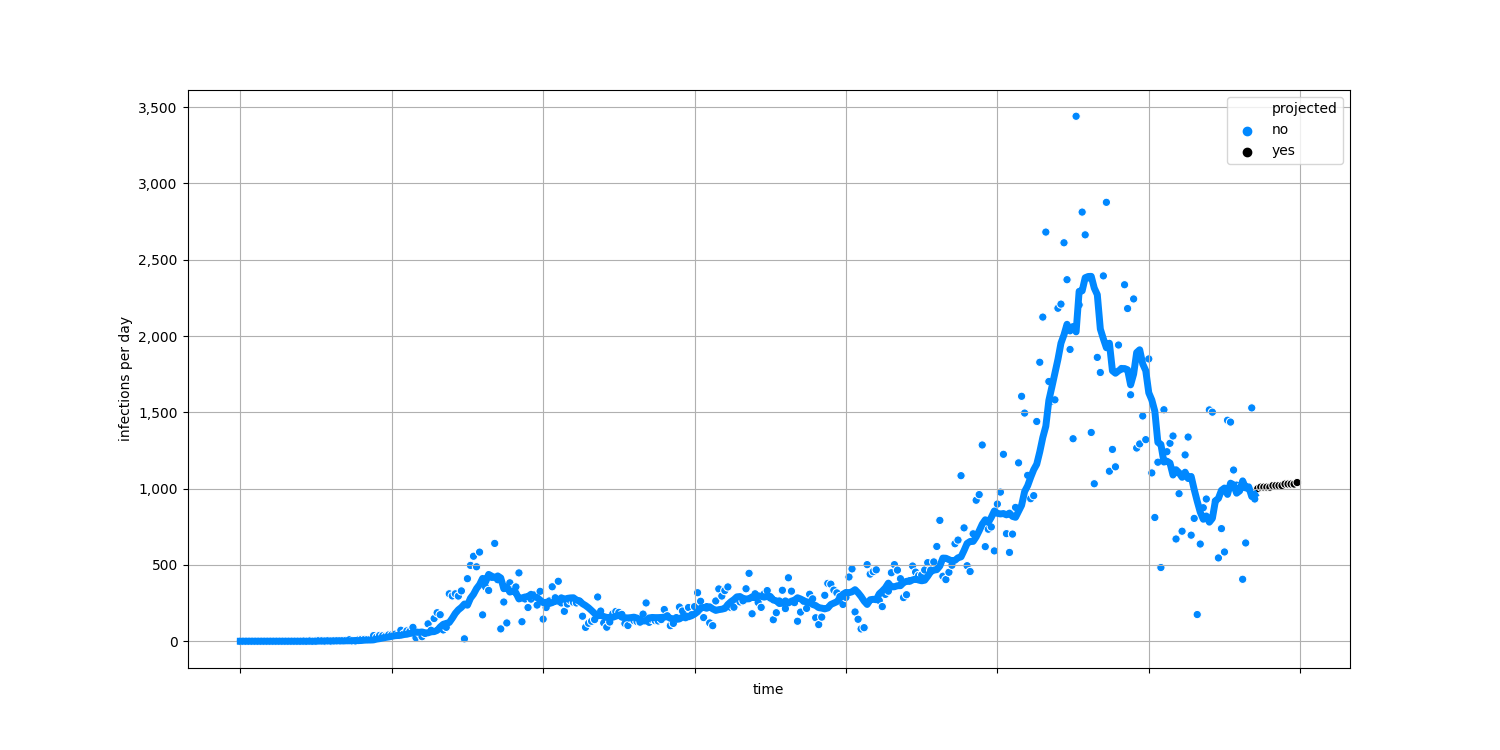 3,500
3,000
2,500
2,000
1,500
1,000
500
0
infections per day
time
projected
no
yes